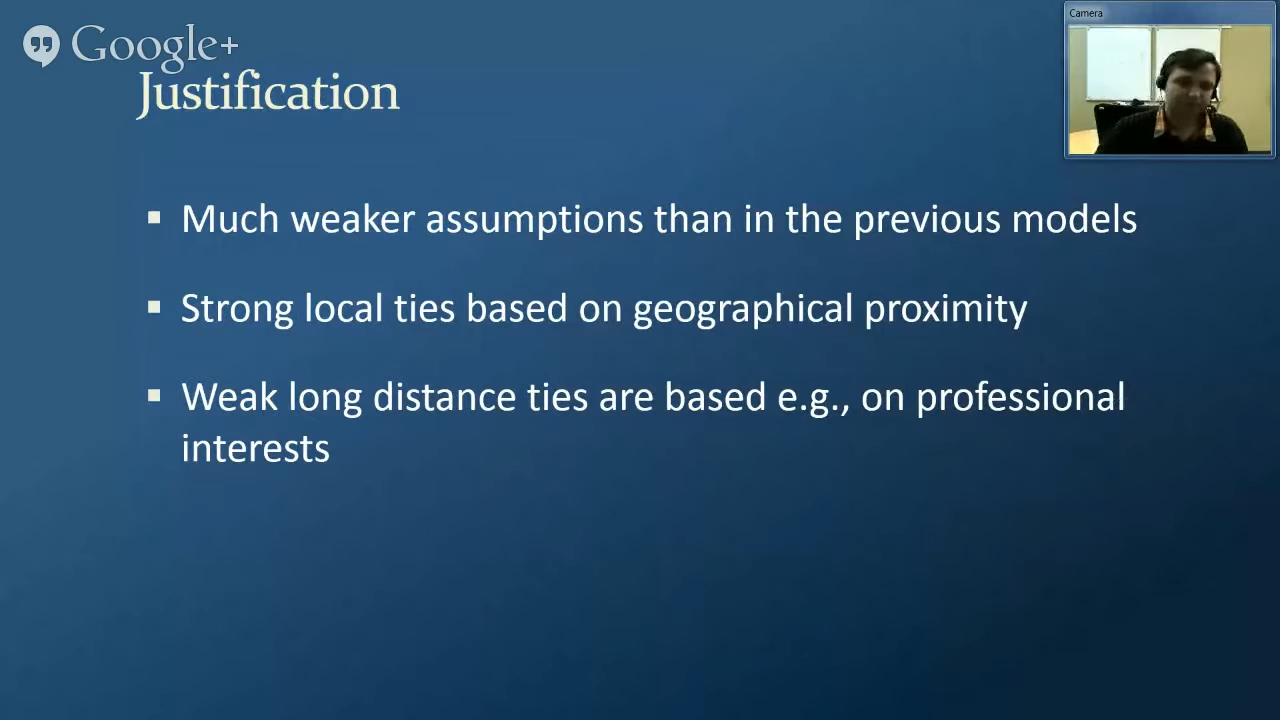 Google+
Camera
Justification
▪ Much weaker assumptions than in the previous models
▪ Strong local ties based on geographical proximity
▪ Weak long distance ties are based e.g., on professional
interests